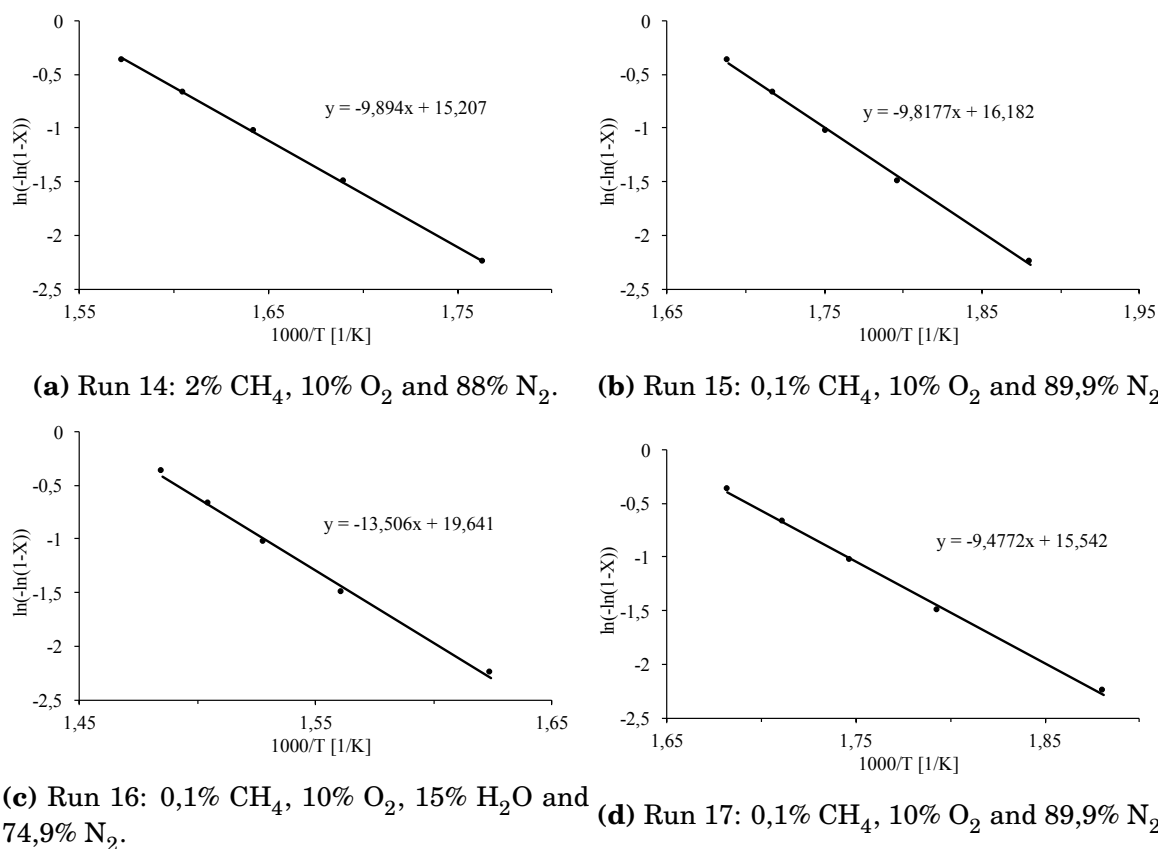 0
-0,5
-1
-1,5
-2
-2,5
ln(-ln(1-X))
y = -9,894x + 15,207
1,55 1,65 1,75
1000/T [1/K]
(a) Run 14: 2% CH₄, 10% O₂ and 88% N₂.
0
-0,5
-1
-1,5
-2
-2,5
ln(-ln(1-X))
y = -9,8177x + 16,182
1,65 1,75 1,85 1,95
1000/T [1/K]
(b) Run 15: 0,1% CH₄, 10% O₂ and 89,9% N₂
0
-0,5
-1
-1,5
-2
-2,5
ln(-ln(1-X))
y = -13,506x + 19,641
1,45 1,55 1,65
1000/T [1/K]
(c) Run 16: 0,1% CH₄, 10% O₂, 15% H₂O and
74,9% N₂.
0
-0,5
-1
-1,5
-2
-2,5
ln(-ln(1-X))
y = -9,4772x + 15,542
1,65 1,75 1,85
1000/T [1/K]
(d) Run 17: 0,1% CH₄, 10% O₂ and 89,9% N₂